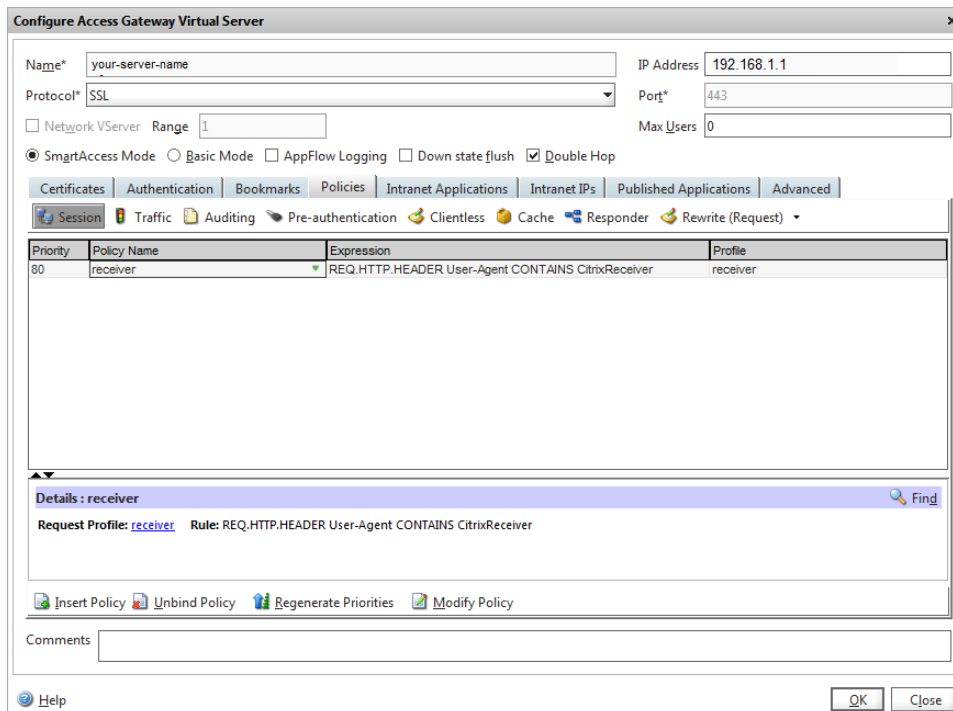 Configure Access Gateway Virtual Server
Name* your-server-name IP Address 192.168.1.1
Protocol* SSL Port* 443
Network VServer Range 1 Max Users 0
SmartAccess Mode Basic Mode AppFlow Logging Down state flush Double Hop
Certificates Authentication Bookmarks Policies Intranet Applications Intranet IPs Published Applications Advanced
Session Traffic Auditing Pre-authentication Clientless Cache Responder Rewrite (Request)
Priority Policy Name Expression Profile
80 receiver REQ.HTTP.HEADER User-Agent CONTAINS CitrixReceiver receiver
Details : receiver Find
Request Profile: receiver Rule: REQ.HTTP.HEADER User-Agent CONTAINS CitrixReceiver
Insert Policy Unbind Policy Regenerate Priorities Modify Policy
Comments
Help OK Close